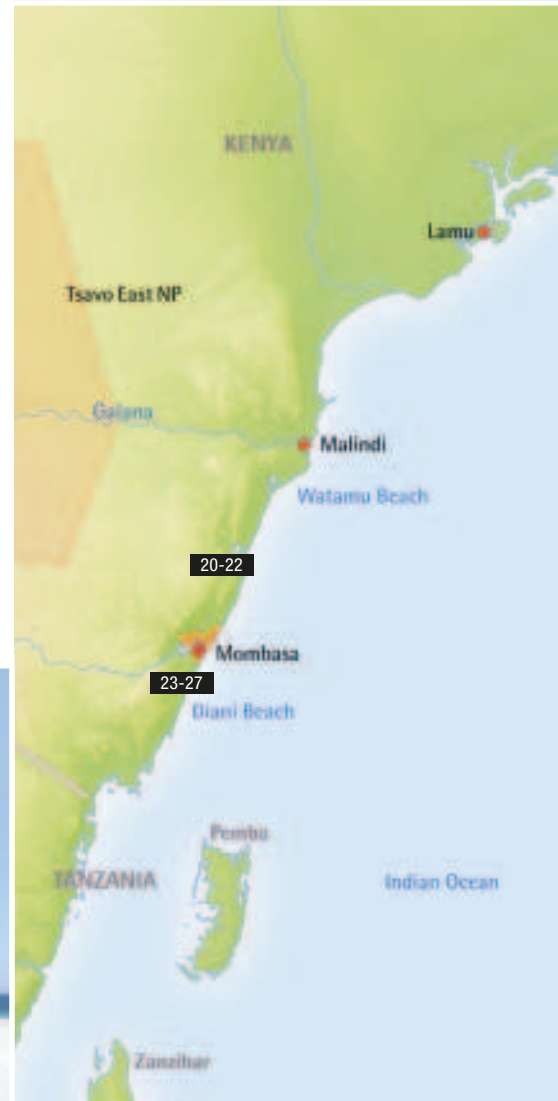 KENYA
Lamu
Tsavo East NP
Galana
Malindi
Watamu Beach
20-22
Mombasa
23-27
Diani Beach
Pemba
TANZANIA
Indian Ocean
Zanzibar